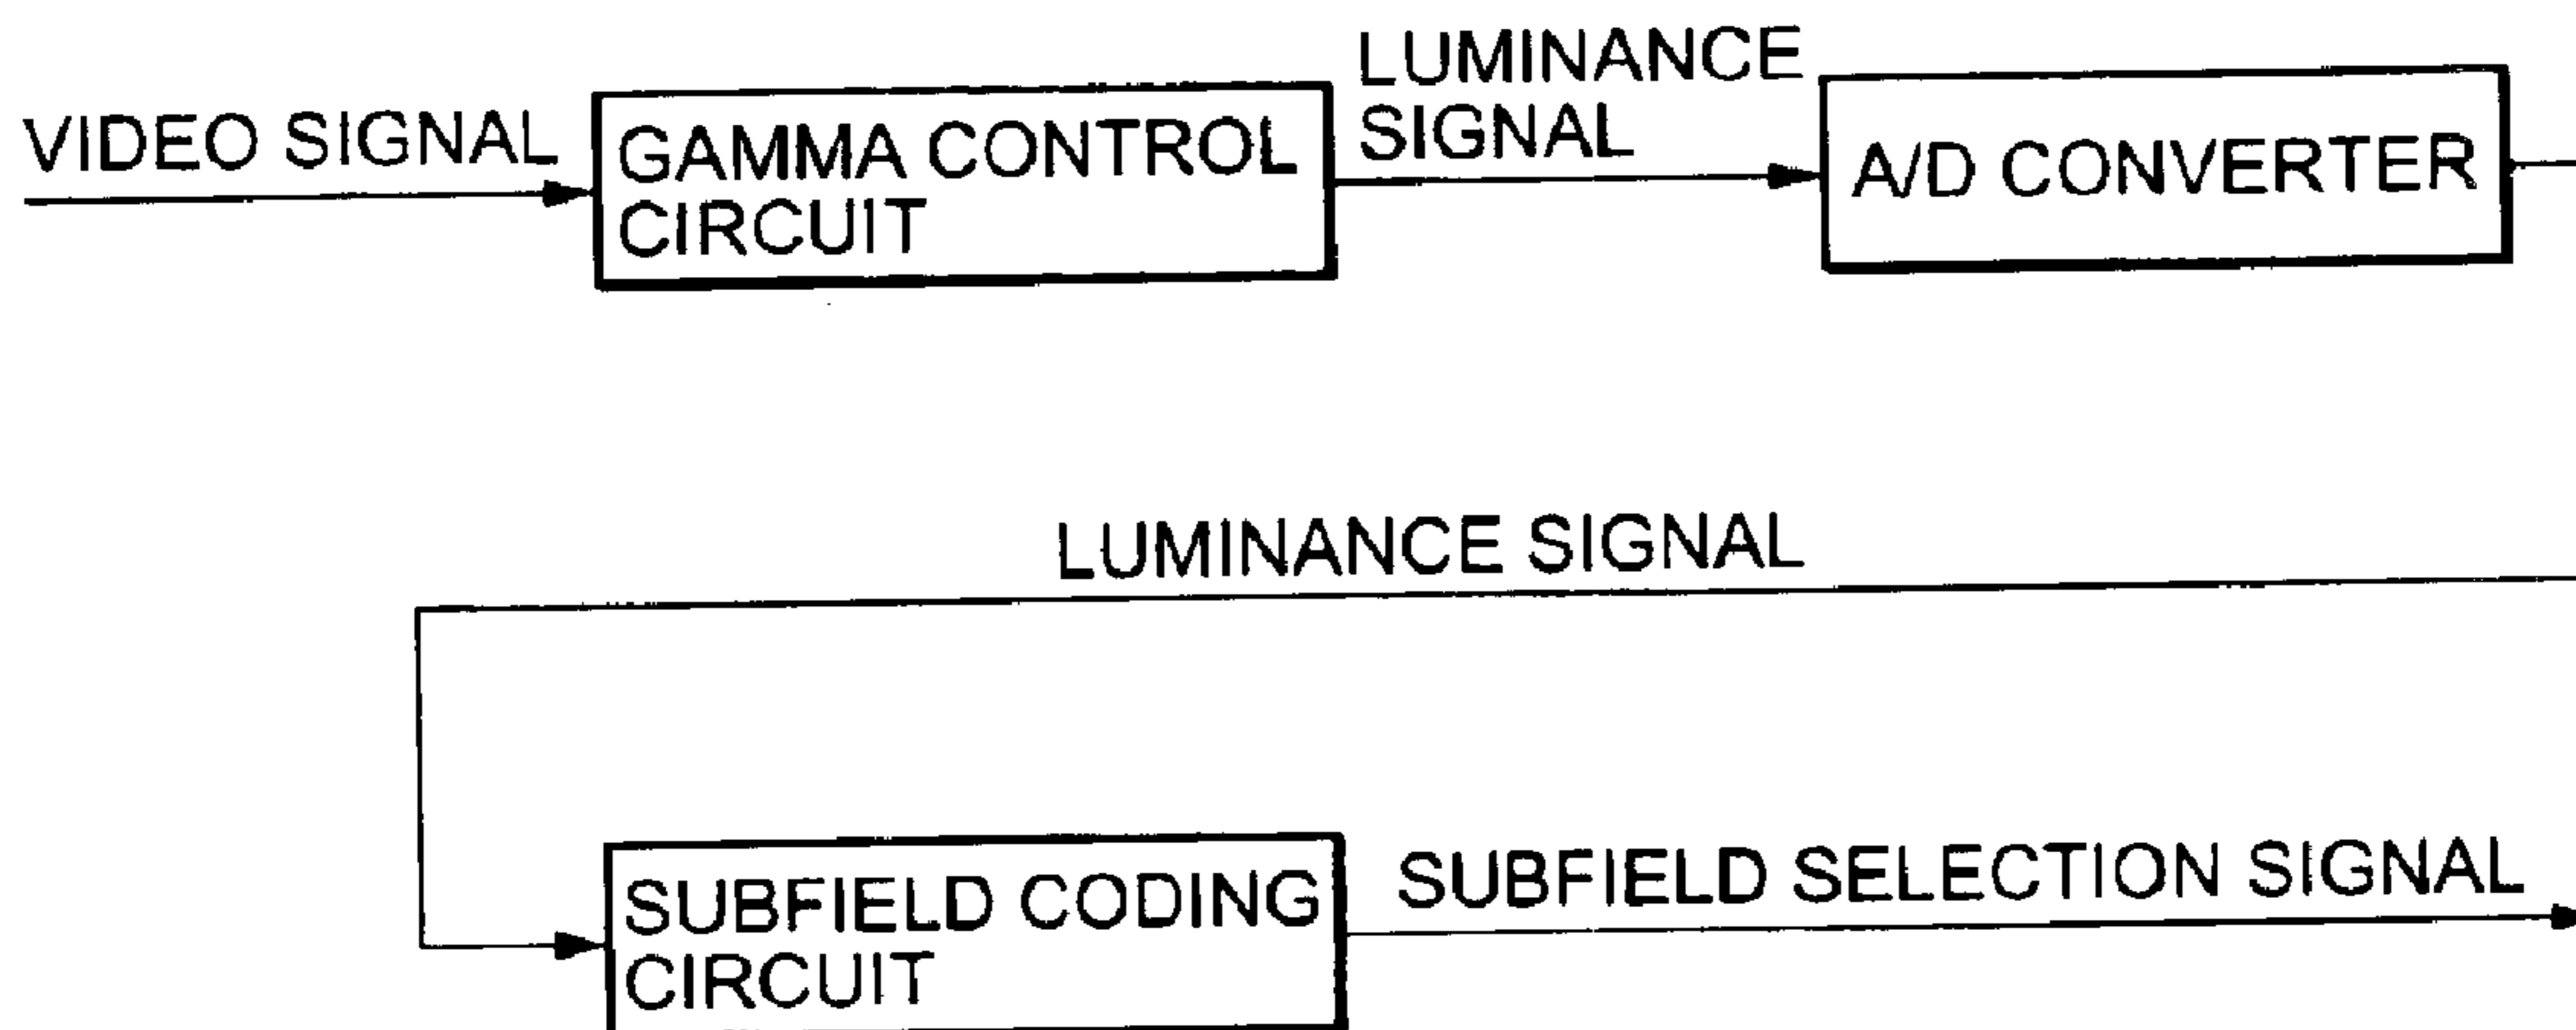 VIDEO SIGNAL
GAMMA CONTROL
CIRCUIT
LUMINANCE
SIGNAL
A/D CONVERTER
LUMINANCE SIGNAL
SUBFIELD CODING
CIRCUIT
SUBFIELD SELECTION SIGNAL